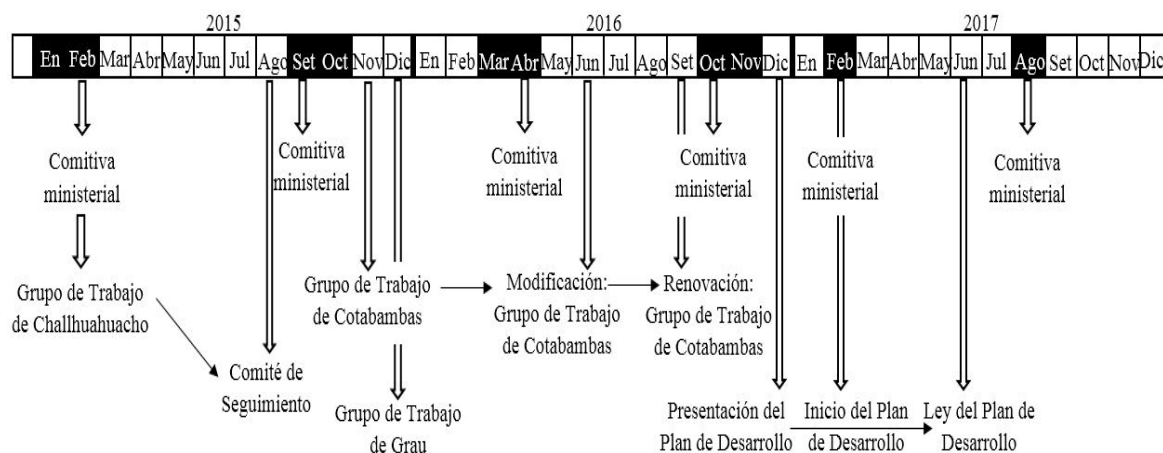 2015 2016 2017
En Feb Mar Abr May Jun Jul Ago Set Oct Nov Dic En Feb Mar Abr May Jun Jul Ago Set Oct Nov Dic En Feb Mar Abr May Jun Jul Ago Set Oct Nov Dic
Comitiva
ministerial
Comitiva
ministerial
Comitiva
ministerial
Comitiva
ministerial
Comitiva
ministerial
Comitiva
ministerial
Grupo de Trabajo
de Challhuahuacho
Grupo de Trabajo
de Cotabambas
Modificación:
Grupo de Trabajo
de Cotabambas
Renovación:
Grupo de Trabajo
de Cotabambas
Comité de
Seguimiento
Grupo de Trabajo
de Grau
Presentación del
Plan de Desarrollo
Inicio del Plan
de Desarrollo
Ley del Plan de
Desarrollo